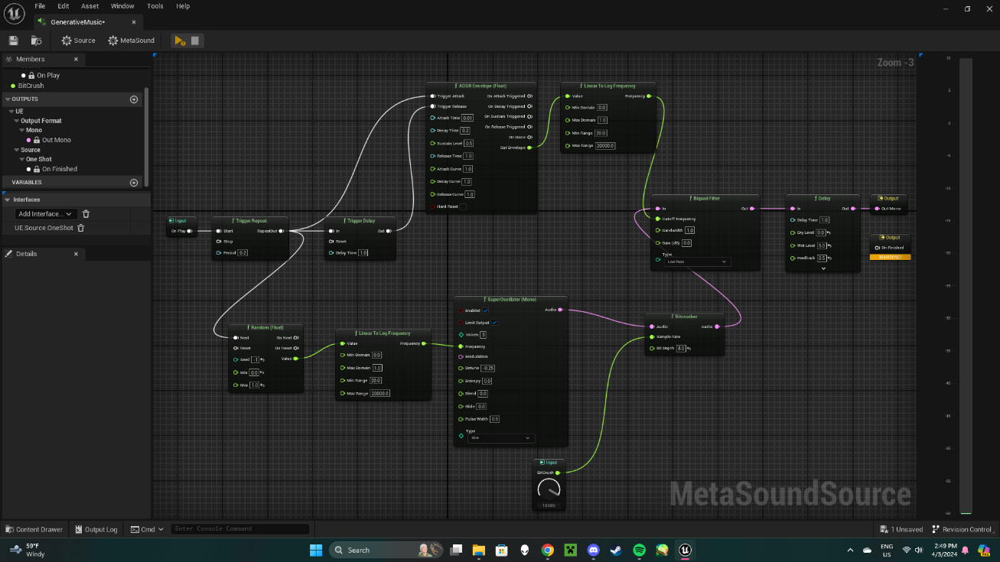 File Edit Asset Window Tools Help
GenerativeMusic•
Source MetaSound
Members
On Play
BitCrush
OUTPUTS
UE
Output Format
Mono
Out Mono
Source
One Shot
On Finished
VARIABLES
Interfaces
Add Interface...
UE.Source.OneShot
Details
Zoom -3
ADSR Envelope (Float)
Trigger Attack On Attack Triggered
Trigger Release On Decay Triggered
On Sustain Triggered
Attack Time 0.01
On Release Triggered
Decay Time 0.2
On Done
Sustain Level 0.5
Out Envelope
Release Time 1.0
Attack Curve 1.0
Decay Curve 1.0
Release Curve 1.0
Hard Reset
Linear To Log Frequency
Value Frequency
Min Domain 0.0
Max Domain 1.0
Min Range 20.0
Max Range 20000.0
Input
On Play
Trigger Repeat
Start RepeatOut
Stop
Period 0.2
Trigger Delay
In Out
Reset
Delay Time 1.0
Biquad Filter
In Out
Cutoff Frequency
Bandwidth 1.0
Gain (dB) 0.0
Type
Low Pass
Delay
In Out
Delay Time 1.0
Dry Level 0.0
Wet Level 5.0
Feedback 0.5
Output
Out Mono
Output
On Finished
WARNING!
Random (Float)
Next On Next
Reset On Reset
Seed -1 Value
Min 0.0
Max 1.0
Linear To Log Frequency
Value Frequency
Min Domain 0.0
Max Domain 1.0
Min Range 20.0
Max Range 20000.0
SuperOscillator (Mono)
Enabled Audio
Limit Output
Voices 3
Frequency
Modulation
Detune -0.25
Entropy 0.0
Blend 0.0
Glide 0.0
Pulse Width 0.5
Type
Sine
Bitcrusher
Audio Audio
Sample Rate
Bit Depth 8.0
Input
BitCrush
10000
MetaSoundSource
10
5
0
-5
-10
-15
-20
-25
-30
-35
-40
-45
-50
-55
-60
Content Drawer Output Log Cmd Enter Console Command 1 Unsaved Revision Control
59°F
Windy
Search
ENG
US
2:49 PM
4/3/2024